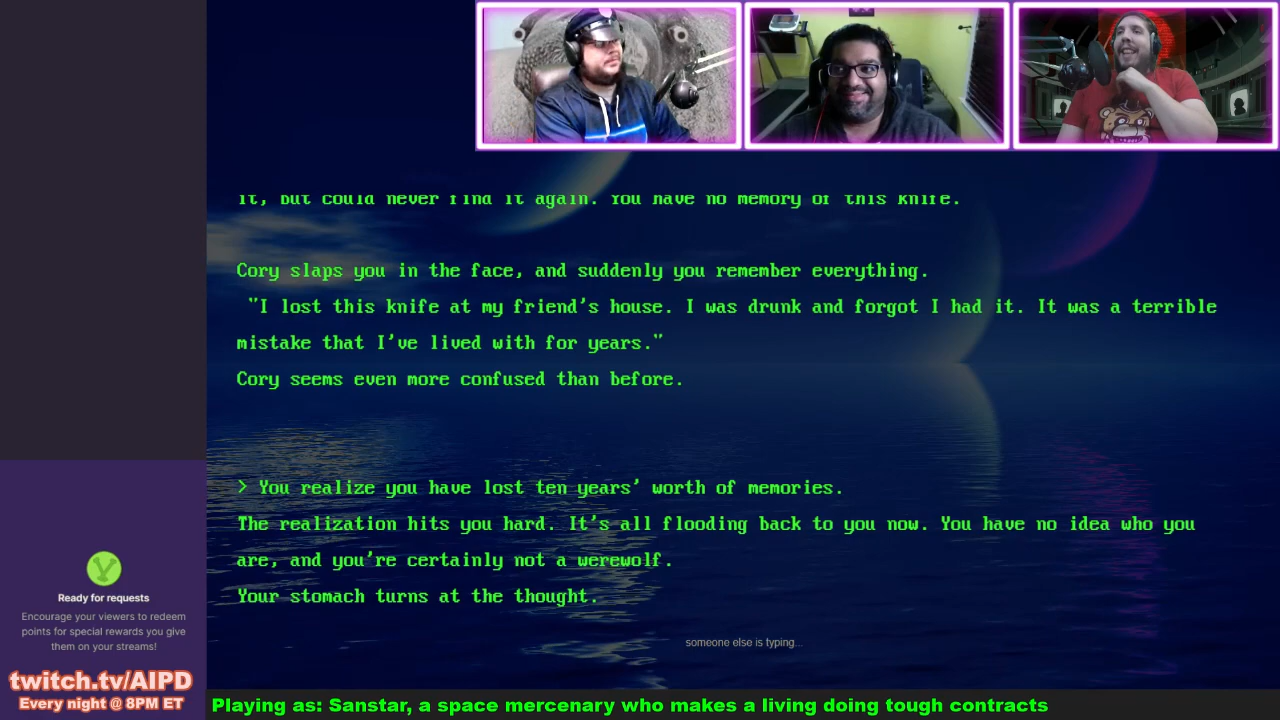 it, but could never find it again. You have no memory of this knife.
Cory slaps you in the face, and suddenly you remember everything.
"I lost this knife at my friend's house. I was drunk and forgot I had it. It was a terrible
mistake that I've lived with for years."
Cory seems even more confused than before.
> You realize you have lost ten years' worth of memories.
The realization hits you hard. It's all flooding back to you now. You have no idea who you
are, and you're certainly not a werewolf.
Your stomach turns at the thought.
someone else is typing...
Ready for requests
Encourage your viewers to redeem
points for special rewards you give
them on your streams!
twitch.tv/AIPD
Every night @ 8PM ET
Playing as: Sanstar, a space mercenary who makes a living doing tough contracts